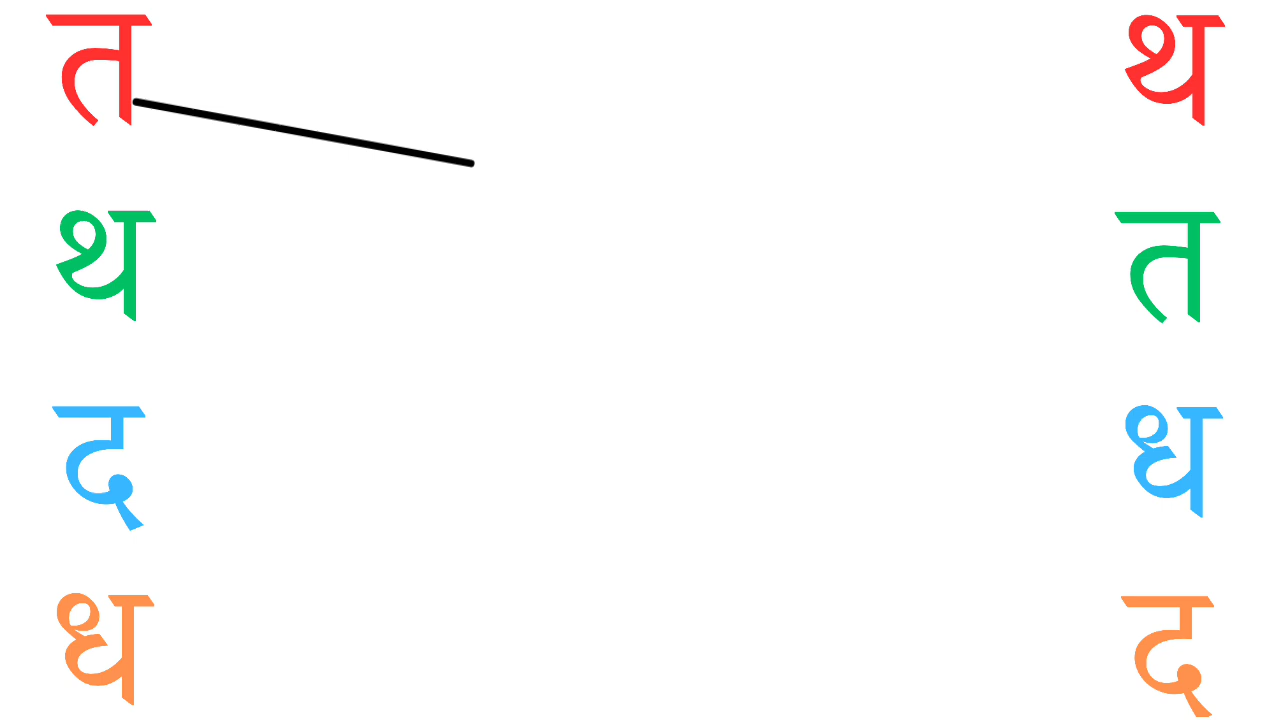 त थ
थ त
द ध
ध द